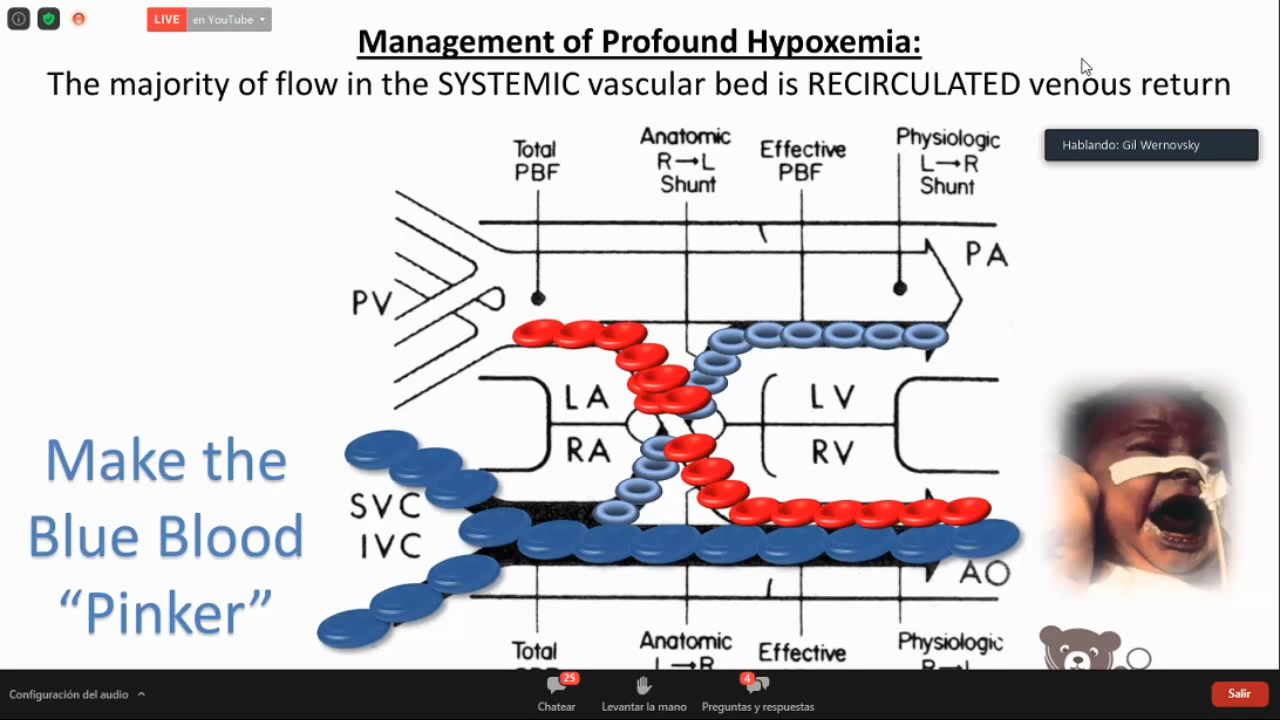 LIVE en YouTube
Management of Profound Hypoxemia:
The majority of flow in the SYSTEMIC vascular bed is RECIRCULATED venous return
Hablando: Gil Wernovsky
Total
PBF
Anatomic
R→L
Shunt
Effective
PBF
Physiologic
L→R
Shunt
PA
PV
LA
LV
RA
RV
Make the
Blue Blood
“Pinker”
SVC
IVC
AO
Total
Anatomic
L→R
Effective
Physiologic
R→L
Configuración del audio
25
Chatear
Levantar la mano
4
Preguntas y respuestas
Salir